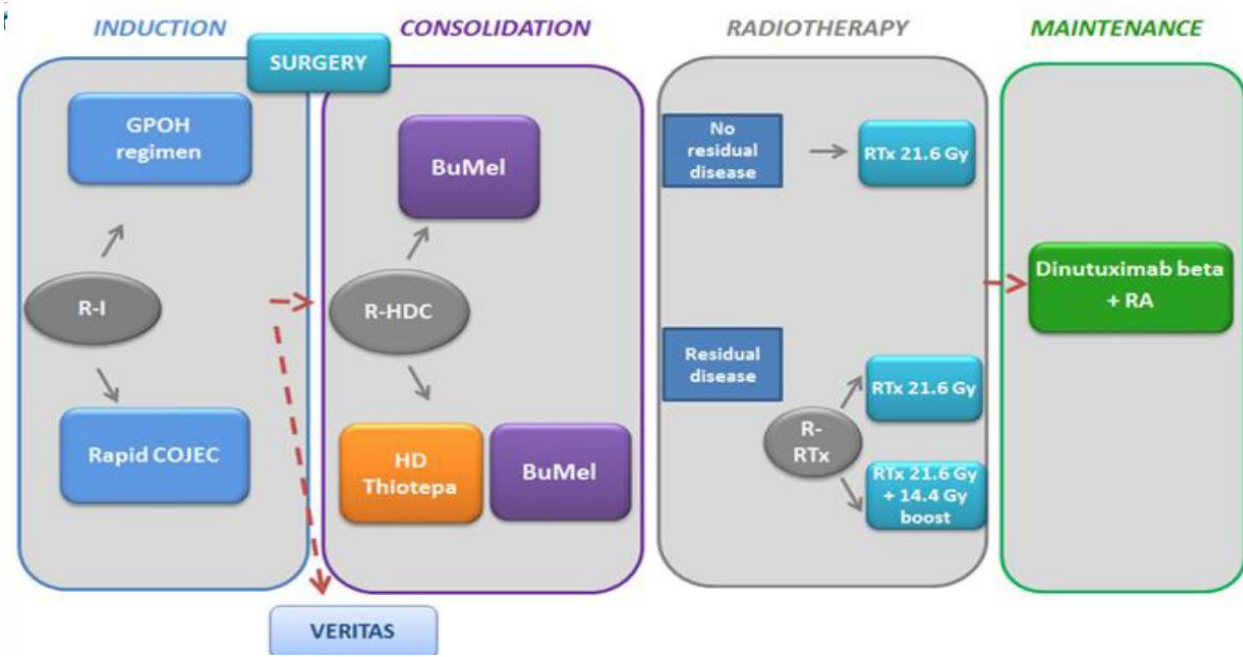 INDUCTION
CONSOLIDATION
RADIOTHERAPY
MAINTENANCE
SURGERY
GPOH
regimen
R-I
Rapid COJEC
BuMel
R-HDC
HD
Thiotepa
BuMel
VERITAS
No
residual
disease
RTx 21.6 Gy
Residual
disease
R-
RTx
RTx 21.6 Gy
RTx 21.6 Gy
+ 14.4 Gy
boost
Dinutuximab beta
+ RA